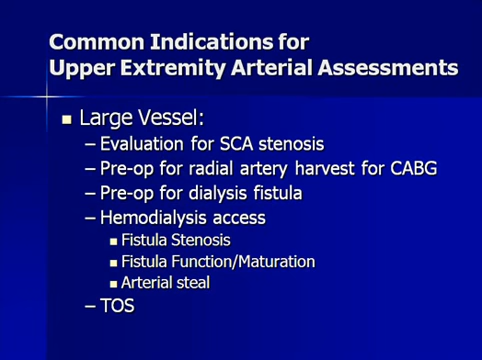 Common Indications for
Upper Extremity Arterial Assessments
Large Vessel:
– Evaluation for SCA stenosis
– Pre-op for radial artery harvest for CABG
– Pre-op for dialysis fistula
– Hemodialysis access
Fistula Stenosis
Fistula Function/Maturation
Arterial steal
– TOS